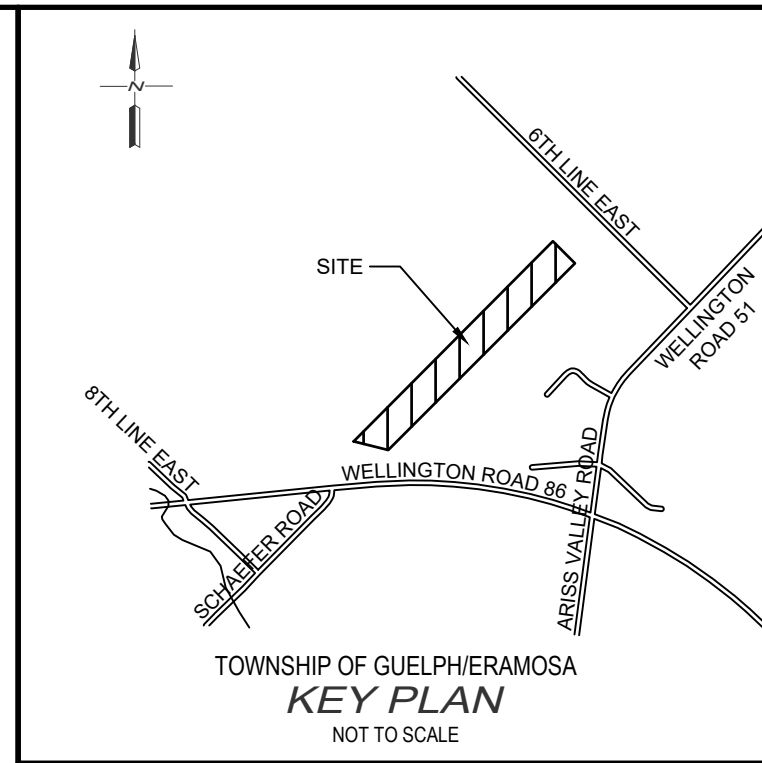 N
6TH LINE EAST
SITE
WELLINGTON
ROAD 51
8TH LINE EAST
WELLINGTON ROAD 86
ARISS VALLEY ROAD
SCHAEFER ROAD
TOWNSHIP OF GUELPH/ERAMOSA
KEY PLAN
NOT TO SCALE